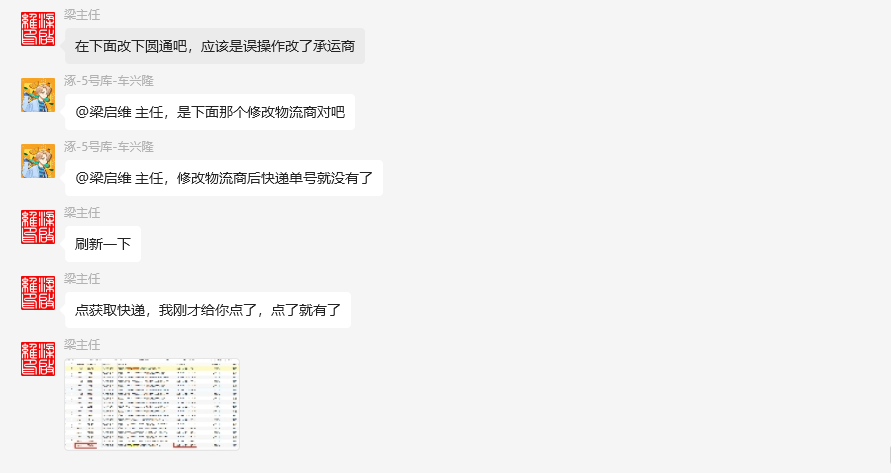 梁主任
在下面改下圆通吧，应该是误操作改了承运商
涿-5号库-车兴隆
@梁启维 主任，是下面那个修改物流商对吧
涿-5号库-车兴隆
@梁启维 主任，修改物流商后快递单号就没有了
梁主任
刷新一下
梁主任
点获取快递，我刚才给你点了，点了就有了
梁主任